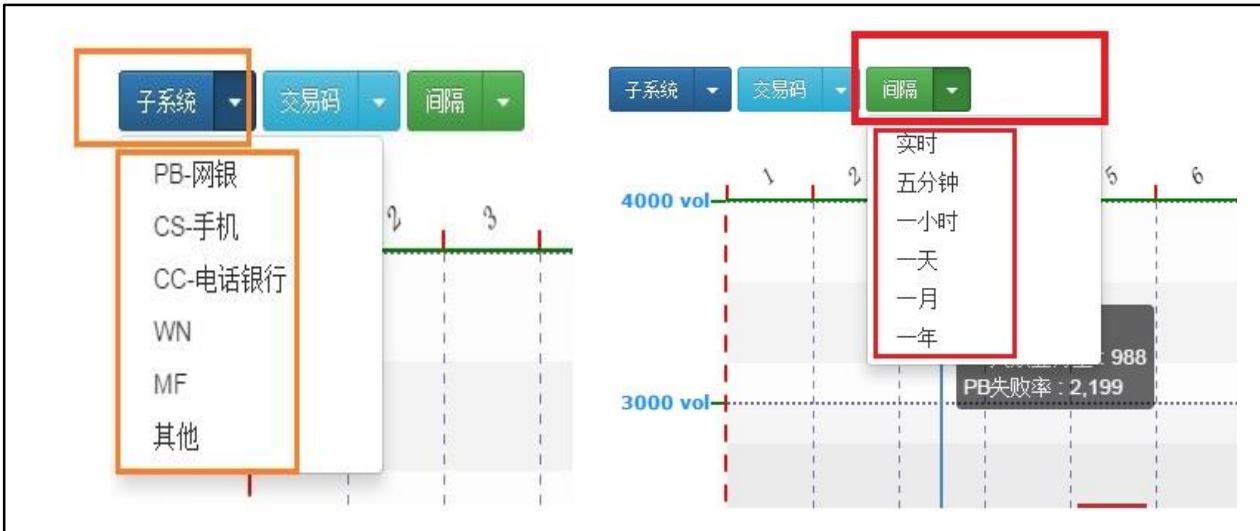 子系统
交易码
间隔
PB-网银
CS-手机
CC-电话银行
WN
MF
其他
2
3
子系统
交易码
间隔
实时
五分钟
一小时
一天
一月
一年
1
2
5
6
4000 vol
988
PB失败率 : 2,199
3000 vol